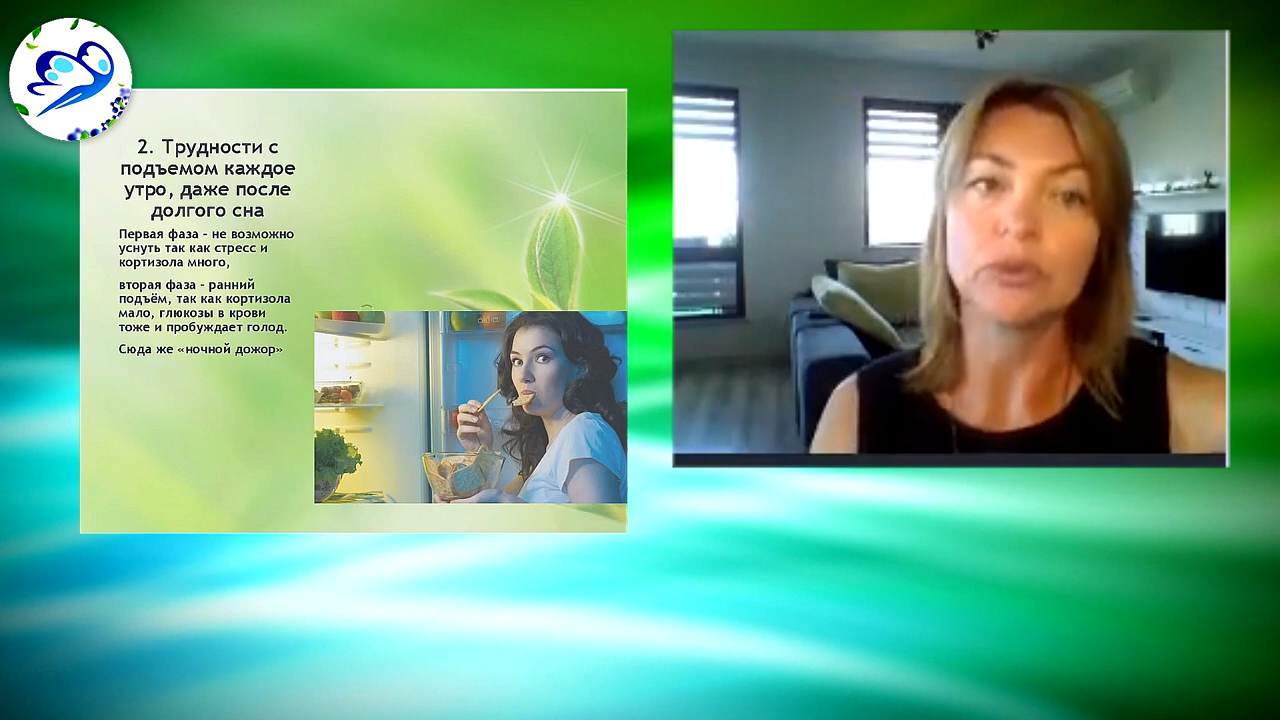 2. Трудности с
подъемом каждое
утро, даже после
долгого сна
Первая фаза - не возможно
уснуть так как стресс и
кортизола много,
вторая фаза - ранний
подъём, так как кортизола
мало, глюкозы в крови
тоже и пробуждает голод.
Сюда же «ночной дожор»